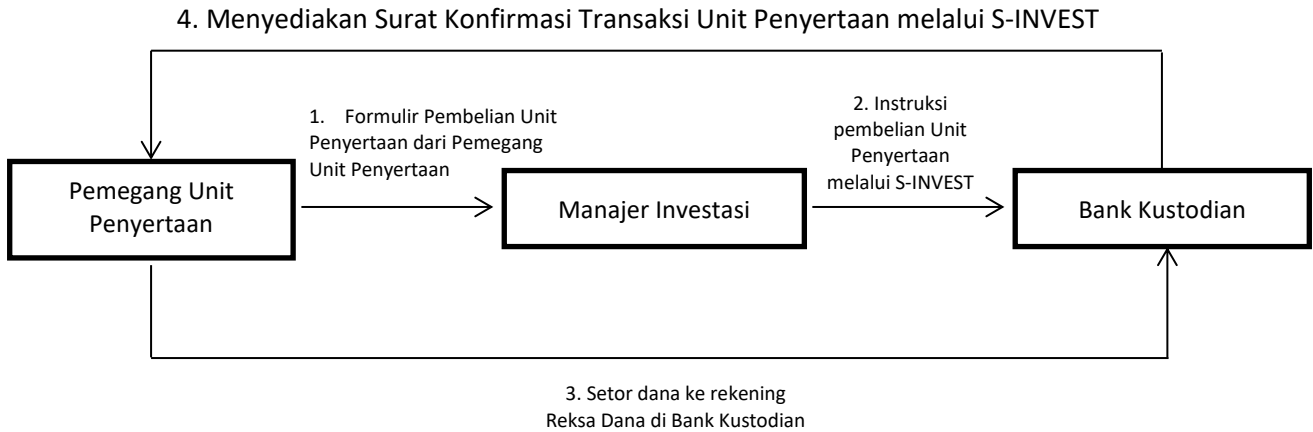 4. Menyediakan Surat Konfirmasi Transaksi Unit Penyertaan melalui S-INVEST
1. Formulir Pembelian Unit
Penyertaan dari Pemegang
Unit Penyertaan
2. Instruksi
pembelian Unit
Penyertaan
melalui S-INVEST
Pemegang Unit
Penyertaan
Manajer Investasi
Bank Kustodian
3. Setor dana ke rekening
Reksa Dana di Bank Kustodian